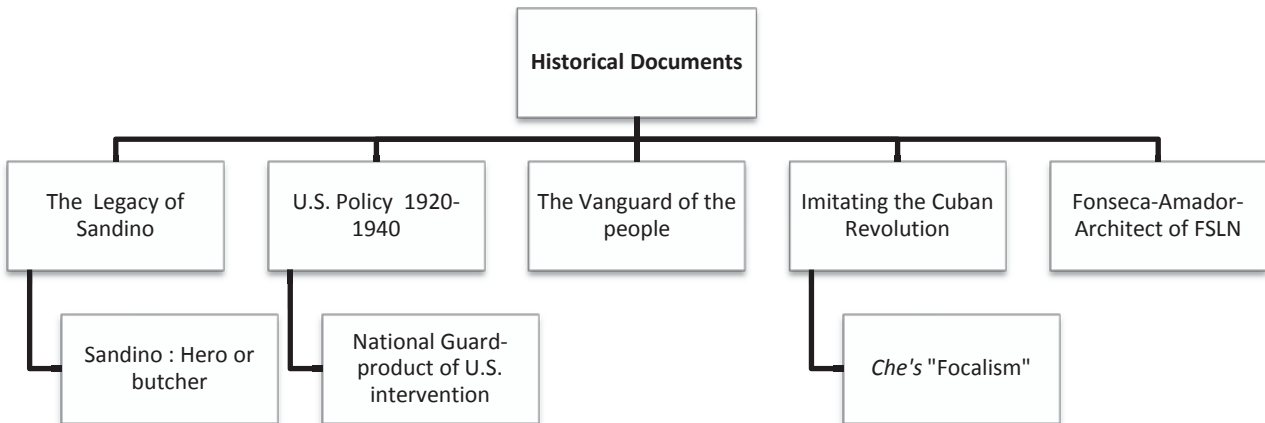 Historical Documents
The Legacy of
Sandino
U.S. Policy 1920-
1940
The Vanguard of the
people
Imitating the Cuban
Revolution
Fonseca-Amador-
Architect of FSLN
Sandino : Hero or
butcher
National Guard-
product of U.S.
intervention
Che's "Focalism"